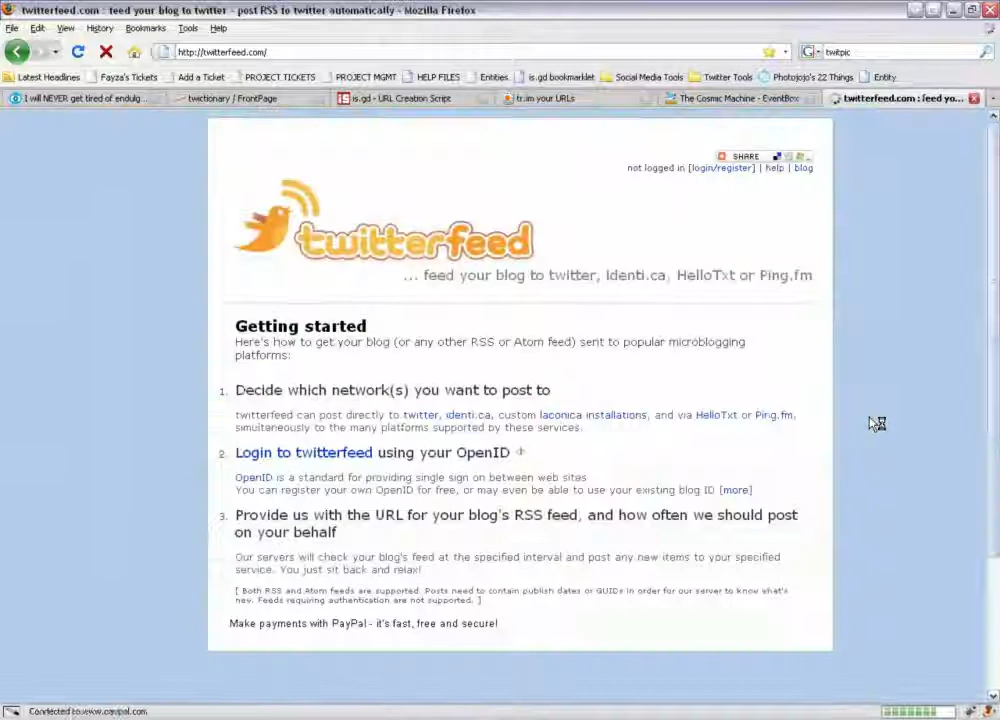 twitterfeed.com : feed your blog to twitter - post RSS to twitter automatically - Mozilla Firefox
File Edit View History Bookmarks Tools Help
http://twitterfeed.com/ G twitpic
Latest Headlines Fayza's Tickets Add a Ticket PROJECT TICKETS PROJECT MGMT HELP FILES Entities is.gd bookmarklet Social Media Tools Twitter Tools Photojojo's 22 Things Entity
I will NEVER get tired of endulg... twictionary / FrontPage is.gd - URL Creation Script tr.im your URLs The Cosmic Machine - EventBox twitterfeed.com : feed yo...
SHARE
not logged in [login/register] | help | blog
twitterfeed
... feed your blog to twitter, identi.ca, HelloTxt or Ping.fm
Getting started
Here's how to get your blog (or any other RSS or Atom feed) sent to popular microblogging
platforms:
1. Decide which network(s) you want to post to
twitterfeed can post directly to twitter, identi.ca, custom laconica installations, and via HelloTxt or Ping.fm,
simultaneously to the many platforms supported by these services.
2. Login to twitterfeed using your OpenID
OpenID is a standard for providing single sign on between web sites
You can register your own OpenID for free, or may even be able to use your existing blog ID [more]
3. Provide us with the URL for your blog's RSS feed, and how often we should post
on your behalf
Our servers will check your blog's feed at the specified interval and post any new items to your specified
service. You just sit back and relax!
[ Both RSS and Atom feeds are supported. Posts need to contain publish dates or GUIDs in order for our server to know what's
new. Feeds requiring authentication are not supported. ]
Make payments with PayPal - it's fast, free and secure!
Connected to www.paypal.com